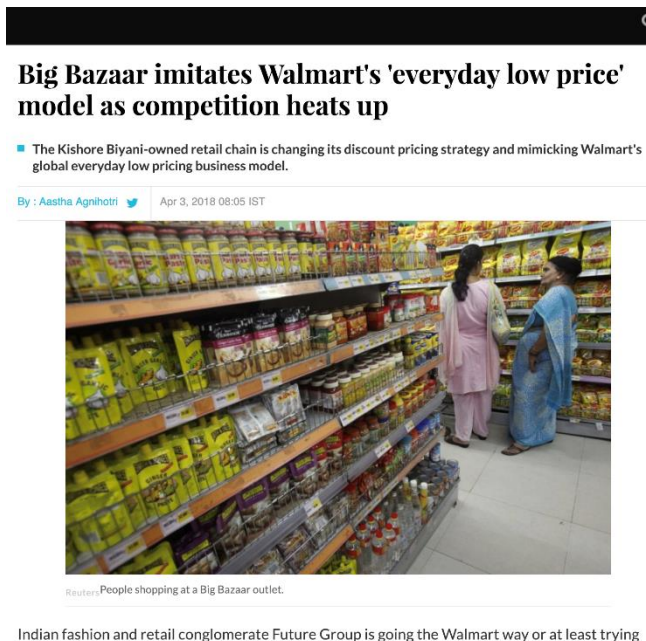 Big Bazaar imitates Walmart's 'everyday low price'
model as competition heats up
The Kishore Biyani-owned retail chain is changing its discount pricing strategy and mimicking Walmart's
global everyday low pricing business model.
By : Aastha Agnihotri
Apr 3, 2018 08:05 IST
Reuters People shopping at a Big Bazaar outlet.
Indian fashion and retail conglomerate Future Group is going the Walmart way or at least trying